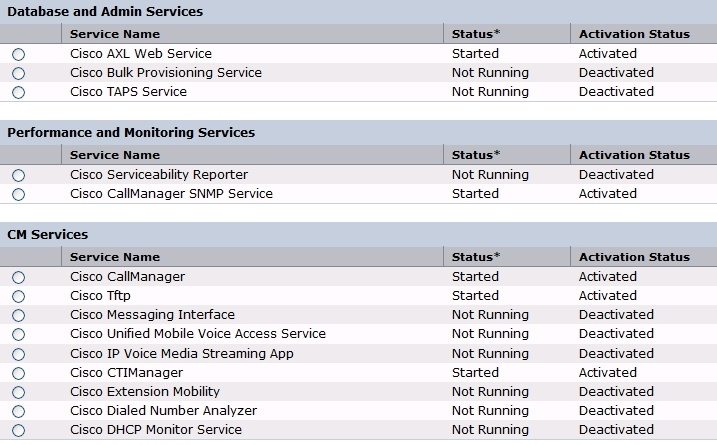 Database and Admin Services
Service Name Status* Activation Status
Cisco AXL Web Service Started Activated
Cisco Bulk Provisioning Service Not Running Deactivated
Cisco TAPS Service Not Running Deactivated
Performance and Monitoring Services
Service Name Status* Activation Status
Cisco Serviceability Reporter Not Running Deactivated
Cisco CallManager SNMP Service Started Activated
CM Services
Service Name Status* Activation Status
Cisco CallManager Started Activated
Cisco Tftp Started Activated
Cisco Messaging Interface Not Running Deactivated
Cisco Unified Mobile Voice Access Service Not Running Deactivated
Cisco IP Voice Media Streaming App Not Running Deactivated
Cisco CTIManager Started Activated
Cisco Extension Mobility Not Running Deactivated
Cisco Dialed Number Analyzer Not Running Deactivated
Cisco DHCP Monitor Service Not Running Deactivated